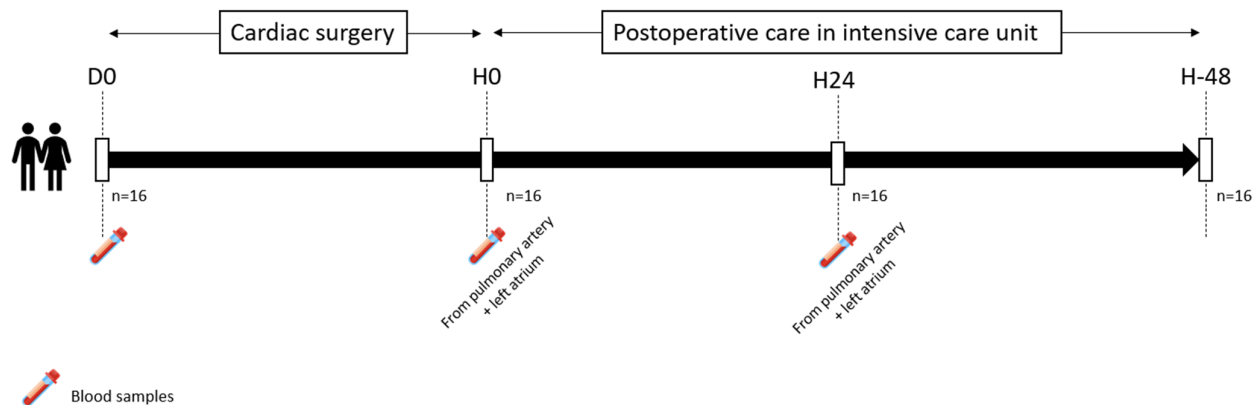 Cardiac surgery
Postoperative care in intensive care unit
D0
H0
H24
H-48
n=16
n=16
n=16
n=16
From pulmonary artery
+ left atrium
From pulmonary artery
+ left atrium
Blood samples